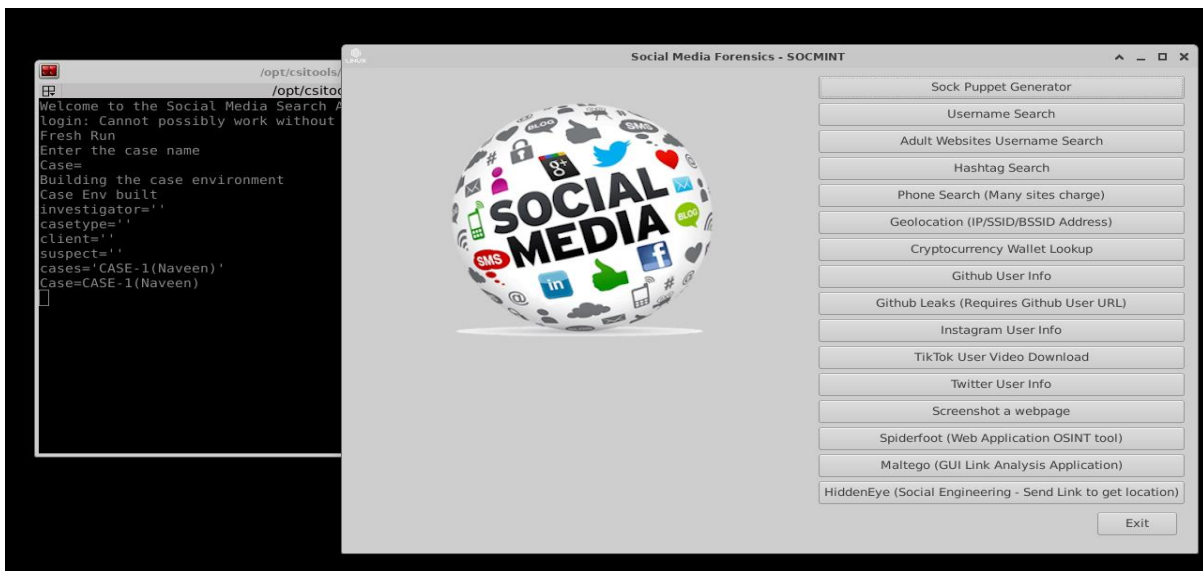 /opt/csitools/
/opt/csitoo
Welcome to the Social Media Search A
login: Cannot possibly work without
Fresh Run
Enter the case name
Case=
Building the case environment
Case Env built
investigator=''
casetype=''
client=''
suspect=''
cases='CASE-1(Naveen)'
Case=CASE-1(Naveen)
LINUX
Social Media Forensics - SOCMINT
BLOG
SMS
g+
#
SOCIAL
MEDIA
BLOG
SMS
in
f
@
#
@
Sock Puppet Generator
Username Search
Adult Websites Username Search
Hashtag Search
Phone Search (Many sites charge)
Geolocation (IP/SSID/BSSID Address)
Cryptocurrency Wallet Lookup
Github User Info
Github Leaks (Requires Github User URL)
Instagram User Info
TikTok User Video Download
Twitter User Info
Screenshot a webpage
Spiderfoot (Web Application OSINT tool)
Maltego (GUI Link Analysis Application)
HiddenEye (Social Engineering - Send Link to get location)
Exit